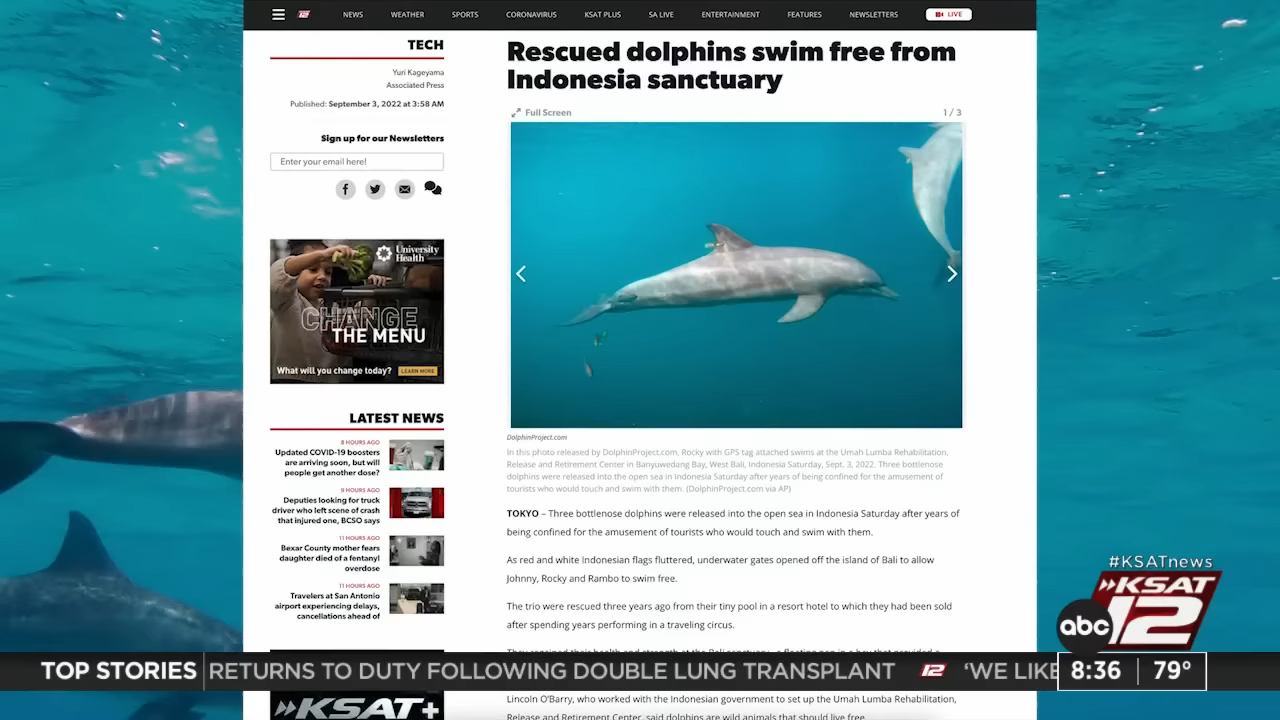 NEWS WEATHER SPORTS CORONAVIRUS KSAT PLUS SA LIVE ENTERTAINMENT FEATURES NEWSLETTERS LIVE
TECH
Yuri Kageyama
Associated Press
Published: September 3, 2022 at 3:58 AM
Sign up for our Newsletters
Enter your email here!
University
Health
CHANGE
THE MENU
What will you change today? LEARN MORE
LATEST NEWS
8 HOURS AGO
Updated COVID-19 boosters
are arriving soon, but will
people get another dose?
9 HOURS AGO
Deputies looking for truck
driver who left scene of crash
that injured one, BCSO says
11 HOURS AGO
Bexar County mother fears
daughter died of a fentanyl
overdose
11 HOURS AGO
Travelers at San Antonio
airport experiencing delays,
cancellations ahead of
Rescued dolphins swim free from
Indonesia sanctuary
Full Screen 1 / 3
DolphinProject.com
In this photo released by DolphinProject.com, Rocky with GPS tag attached swims at the Umah Lumba Rehabilitation,
Release and Retirement Center in Banyuwedang Bay, West Bali, Indonesia Saturday, Sept. 3, 2022. Three bottlenose
dolphins were released into the open sea in Indonesia Saturday after years of being confined for the amusement of
tourists who would touch and swim with them. (DolphinProject.com via AP)
TOKYO – Three bottlenose dolphins were released into the open sea in Indonesia Saturday after years of
being confined for the amusement of tourists who would touch and swim with them.
As red and white Indonesian flags fluttered, underwater gates opened off the island of Bali to allow
Johnny, Rocky and Rambo to swim free.
The trio were rescued three years ago from their tiny pool in a resort hotel to which they had been sold
after spending years performing in a traveling circus.
Lincoln O'Barry, who worked with the Indonesian government to set up the Umah Lumba Rehabilitation,
Release and Retirement Center, said dolphins are wild animals that should live free.
#KSATnews
KSAT
12
abc
TOP STORIES RETURNS TO DUTY FOLLOWING DOUBLE LUNG TRANSPLANT 12 'WE LIKE 8:36 79°
KSAT+